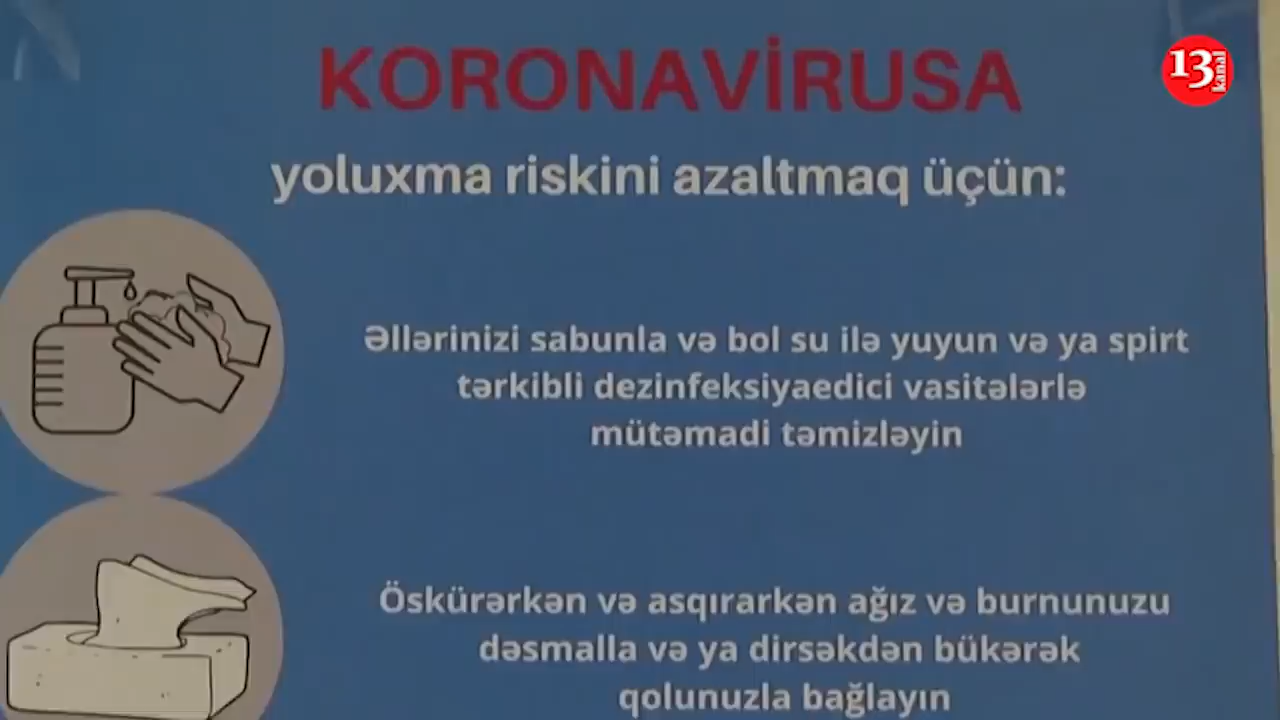 KORONAVİRUSA
yoluxma riskini azaltmaq üçün:
13 kanal
Əllərinizi sabunla və bol su ilə yuyun və ya spirt
tərkibli dezinfeksiyaedici vasitələrlə
mütəmadi təmizləyin
Öskürərkən və asqırarkən ağız və burnunuzu
dəsmalla və ya dirsəkdən bükərək
qolunuzla bağlayın